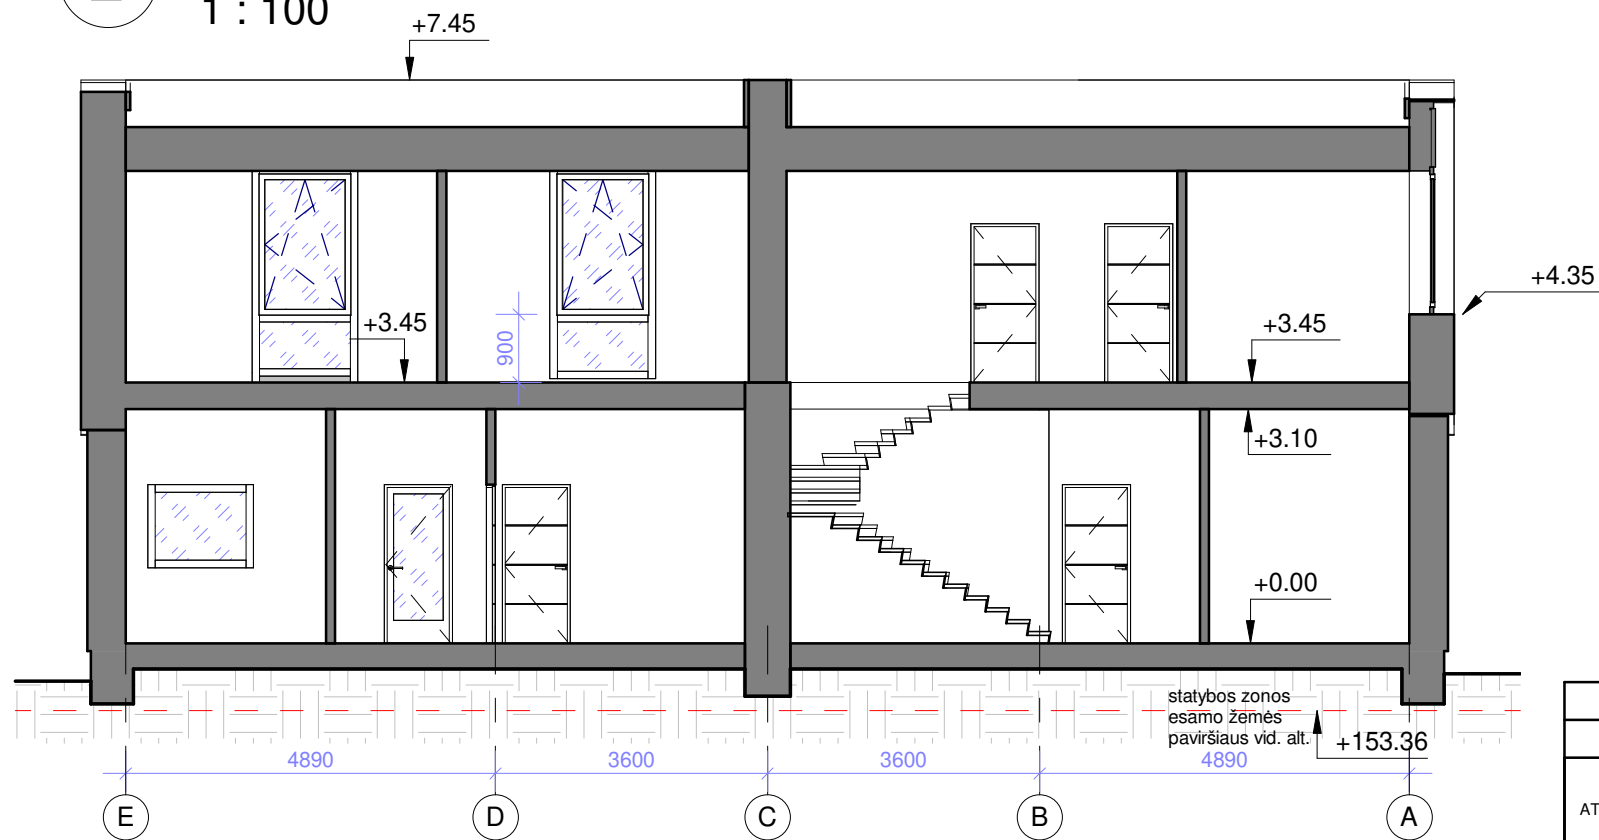 1 : 100
+7.45
+4.35
+3.45
+3.45
900
+3.10
+0.00
statybos zonos
esamo žemės
paviršiaus vid. alt.
+153.36
4890
3600
3600
4890
E
D
C
B
A
AT